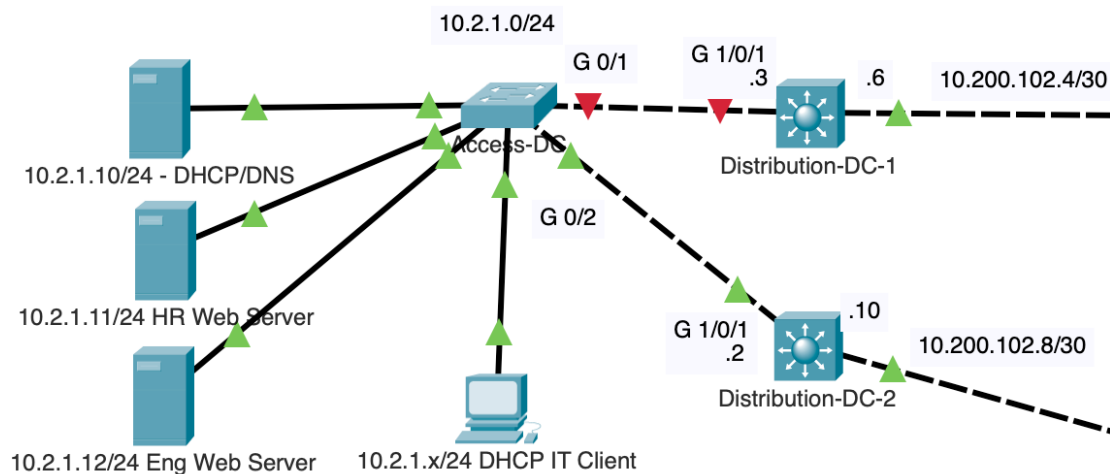 10.2.1.0/24
G 0/1
G 1/0/1
.3
.6
10.200.102.4/30
Access-DC
Distribution-DC-1
10.2.1.10/24 - DHCP/DNS
G 0/2
10.2.1.11/24 HR Web Server
G 1/0/1
.2
.10
10.200.102.8/30
Distribution-DC-2
10.2.1.12/24 Eng Web Server
10.2.1.x/24 DHCP IT Client